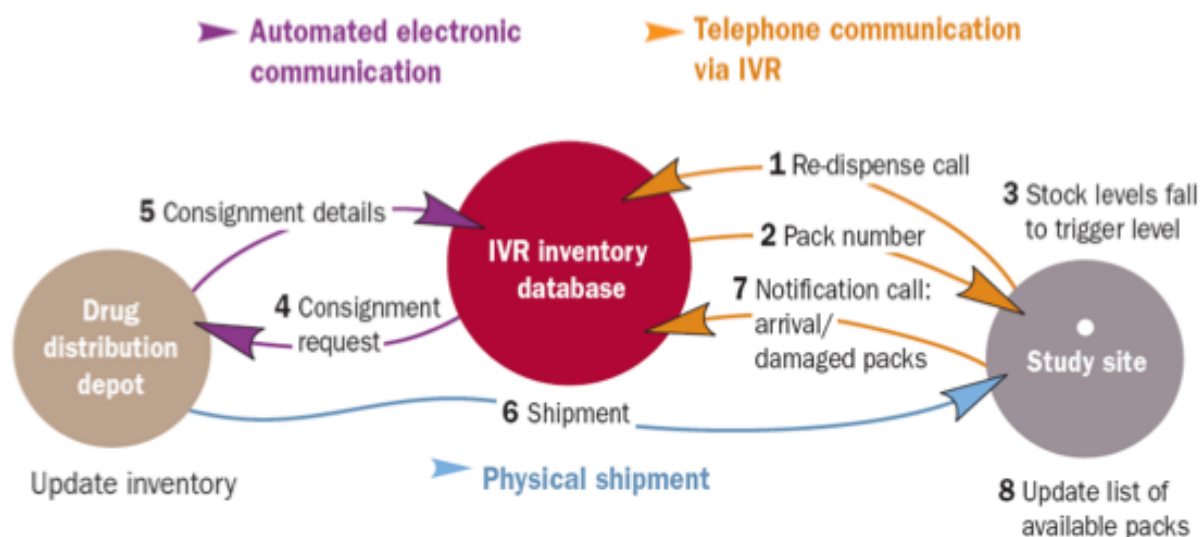 Automated electronic
communication
Telephone communication
via IVR
1 Re-dispense call
5 Consignment details
3 Stock levels fall
to trigger level
2 Pack number
IVR inventory
database
7 Notification call:
arrival/
damaged packs
4 Consignment
request
Drug
distribution
depot
Study site
6 Shipment
Update inventory
Physical shipment
8 Update list of
available packs